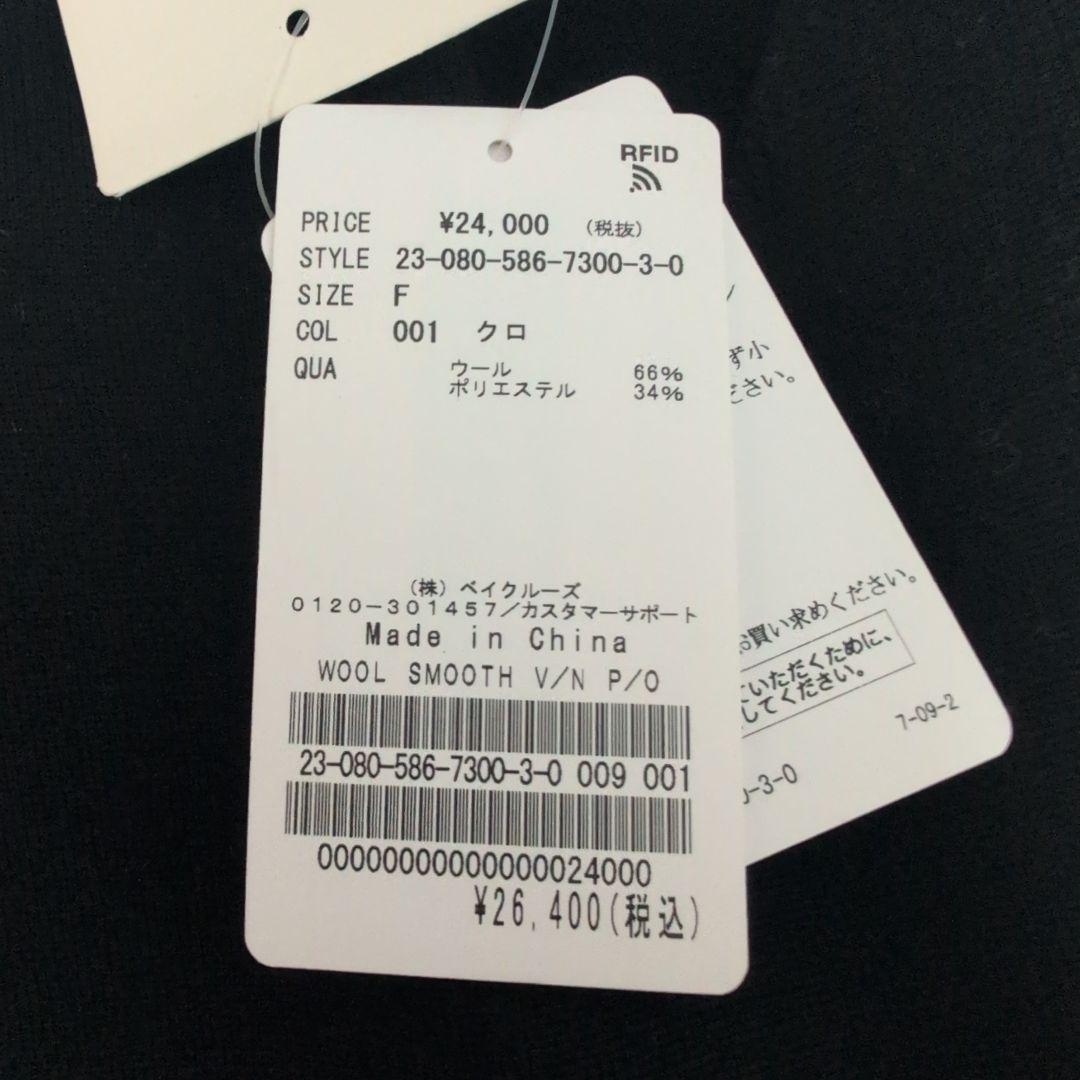 RFID
PRICE ¥24,000 (税抜)
STYLE 23-080-586-7300-3-0
SIZE F
COL 001 クロ
QUA ウール 66%
ポリエステル 34%
(株) ベイクルーズ
0120-301457/カスタマーサポート
Made in China
WOOL SMOOTH V/N P/O
23-080-586-7300-3-0 009 001
00000000000000024000
¥26,400(税込)
ず小
ださい。
お買い求めください。
いただくために、
してください。
7-09-2
-3-0